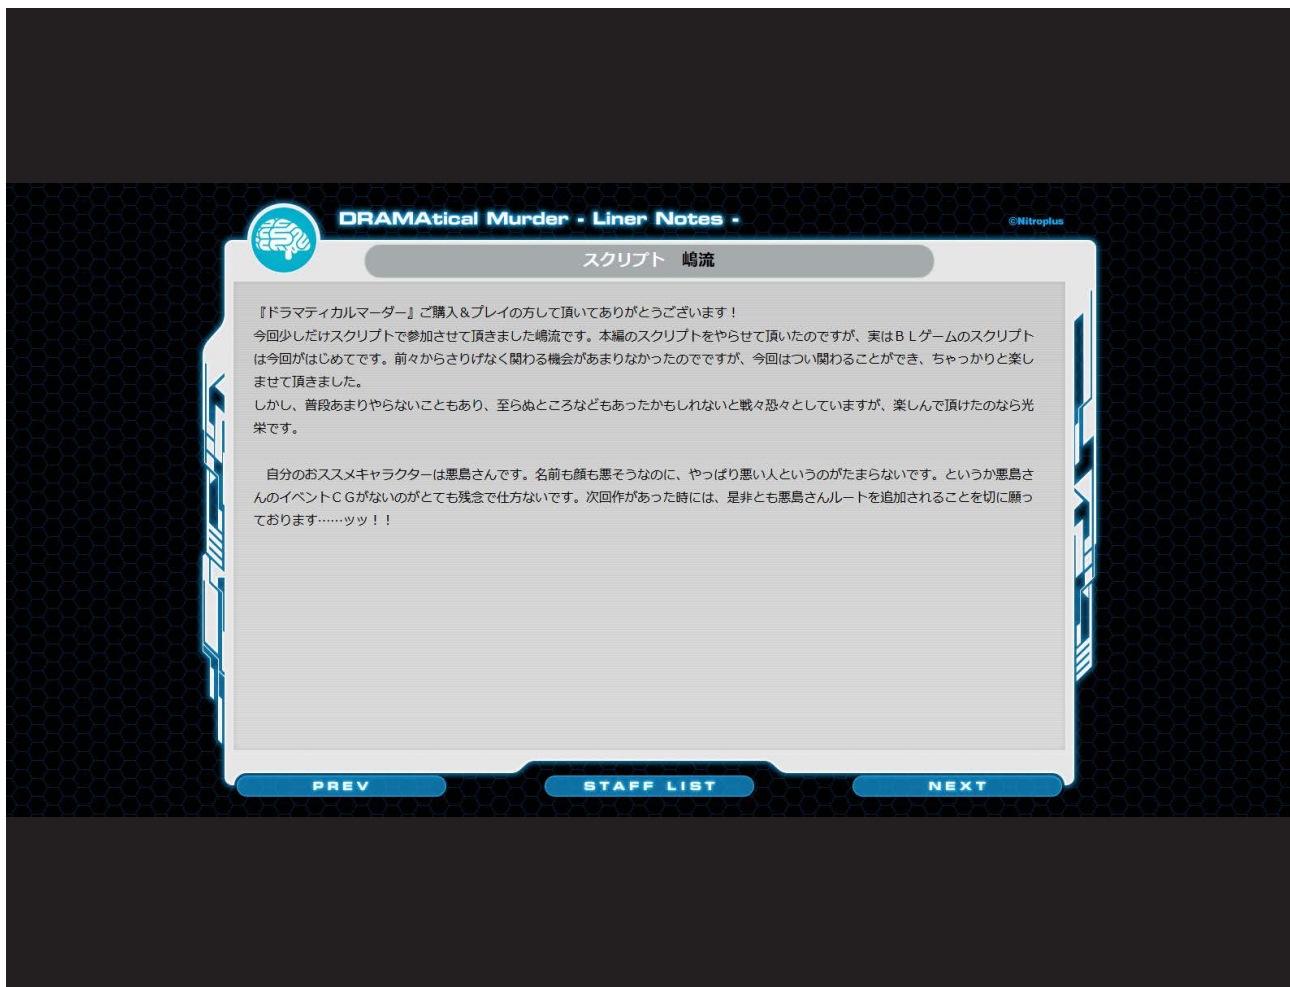 DRAMAtical Murder - Liner Notes -
©Nitroplus
スクリプト 嶋流
『ドラマティカルマーダー』ご購入＆プレイの方して頂いてありがとうございます！
今回少しだけスクリプトで参加させて頂きました嶋流です。本編のスクリプトをやらせて頂いたのですが、実はＢＬゲームのスクリプト
は今回がはじめてです。前々からさりげなく関わる機会があまりなかったのでですが、今回はつい関わることができ、ちゃっかりと楽し
ませて頂きました。
しかし、普段あまりやらないこともあり、至らぬところなどもあったかもしれないと戦々恐々としていますが、楽しんで頂けたのなら光
栄です。
　自分のおススメキャラクターは悪島さんです。名前も顔も悪そうなのに、やっぱり悪い人というのがたまらないです。というか悪島さ
んのイベントＣＧがないのがとても残念で仕方ないです。次回作があった時には、是非とも悪島さんルートを追加されることを切に願っ
ております……ッッ！！
PREV
STAFF LIST
NEXT